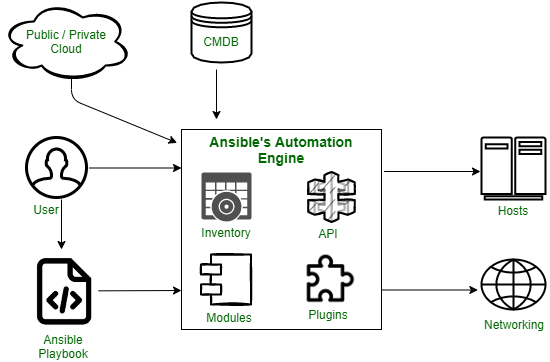 Public / Private
Cloud
CMDB
Ansible's Automation
Engine
User
Inventory
API
Hosts
Ansible
Playbook
Modules
Plugins
Networking